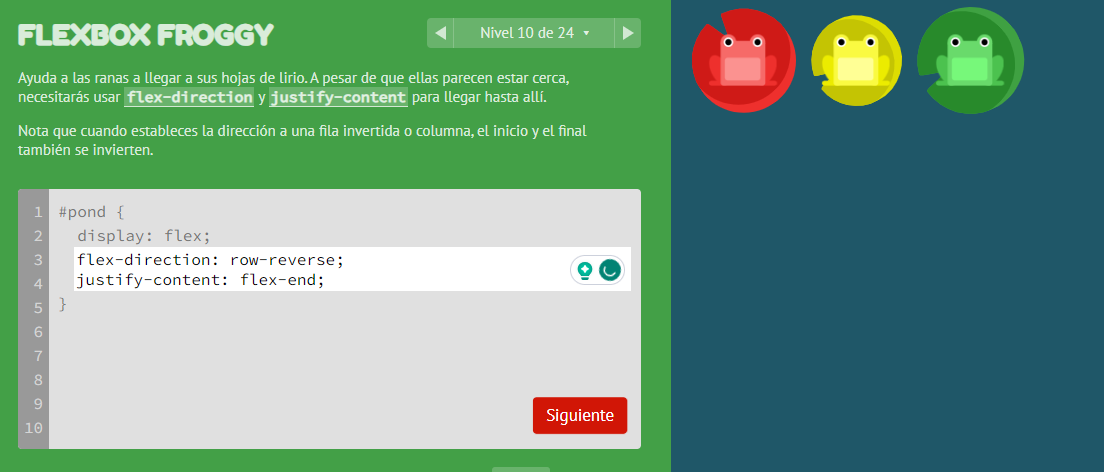 FLEXBOX FROGGY
Nivel 10 de 24
Ayuda a las ranas a llegar a sus hojas de lirio. A pesar de que ellas parecen estar cerca,
necesitarás usar flex-direction y justify-content para llegar hasta allí.
Nota que cuando estableces la dirección a una fila invertida o columna, el inicio y el final
también se invierten.
1 #pond {
2 display: flex;
3 flex-direction: row-reverse;
4 justify-content: flex-end;
5 }
6
7
8
9
10
Siguiente